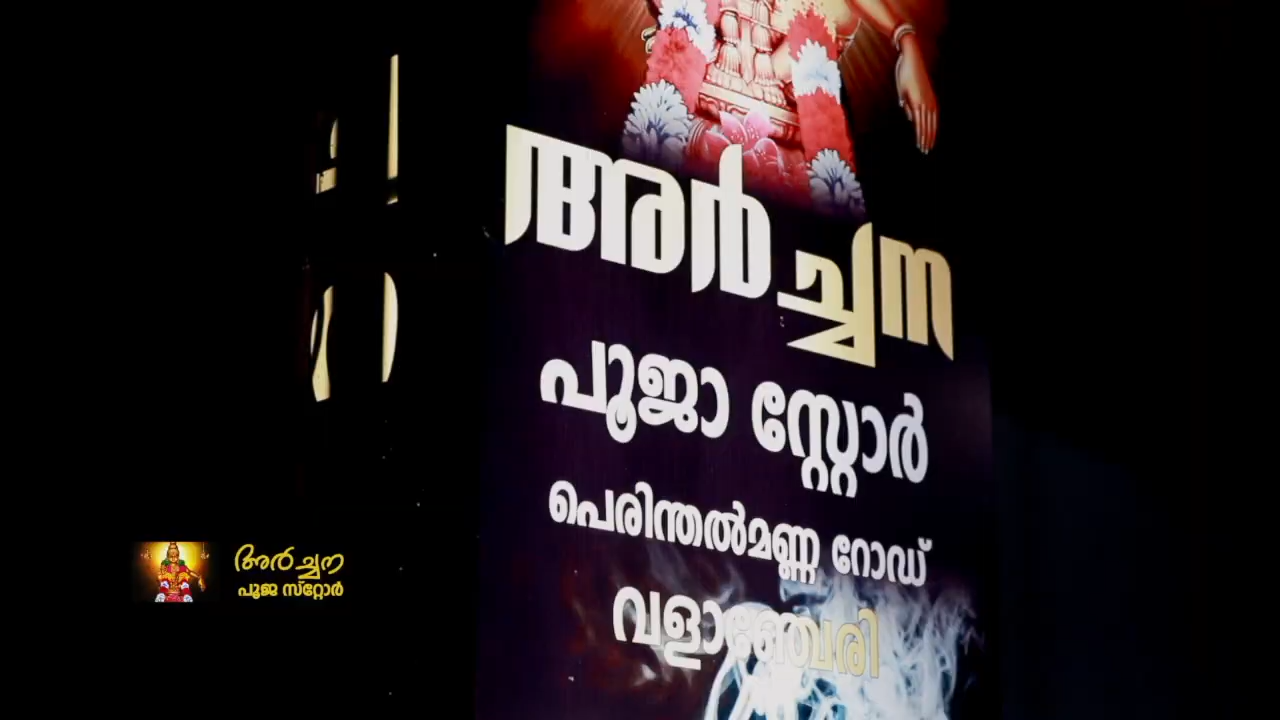 അർച്ചന
പൂജാ സ്റ്റോർ
പെരിന്തൽമണ്ണ റോഡ്
വളാഞ്ചേരി
അർച്ചന
പൂജ സ്റ്റോർ